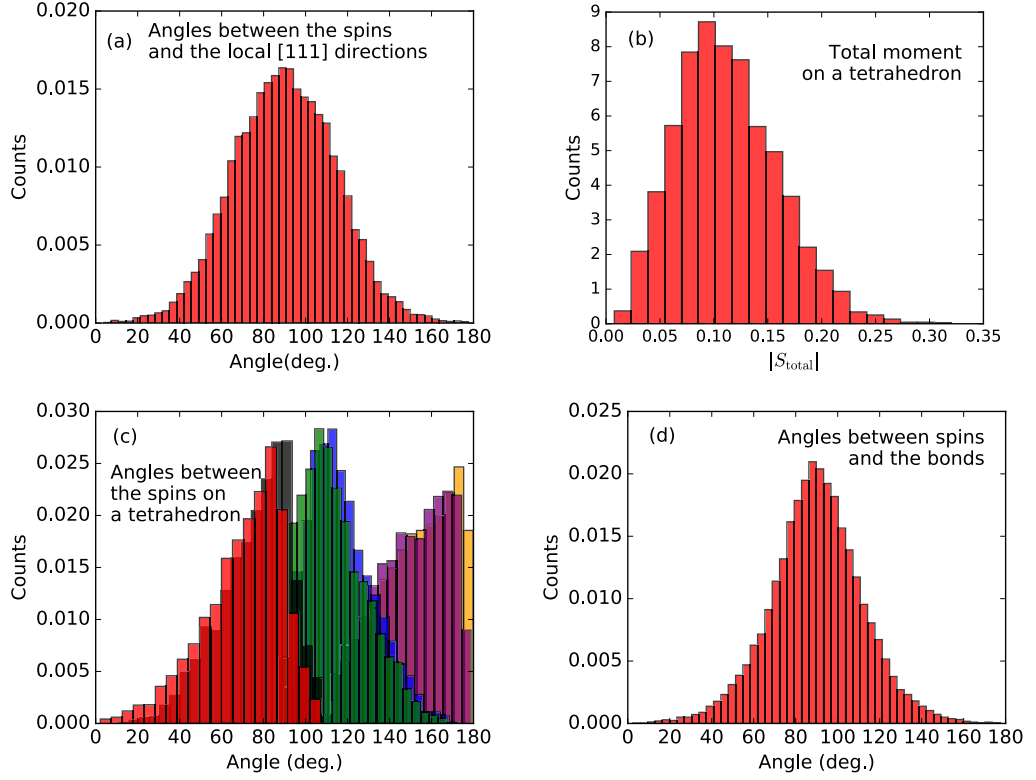 (a) Angles between the spins
and the local [111] directions
Counts
0.020
0.015
0.010
0.005
0.000
0 20 40 60 80 100 120 140 160 180
Angle(deg.)
(b)
Total moment
on a tetrahedron
Counts
9
8
7
6
5
4
3
2
1
0
0.00 0.05 0.10 0.15 0.20 0.25 0.30 0.35
|S_total|
(c)
Angles between
the spins on
a tetrahedron
Counts
0.030
0.025
0.020
0.015
0.010
0.005
0.000
0 20 40 60 80 100 120 140 160 180
Angle (deg.)
(d)
Angles between spins
and the bonds
Counts
0.025
0.020
0.015
0.010
0.005
0.000
0 20 40 60 80 100 120 140 160 180
Angle (deg.)